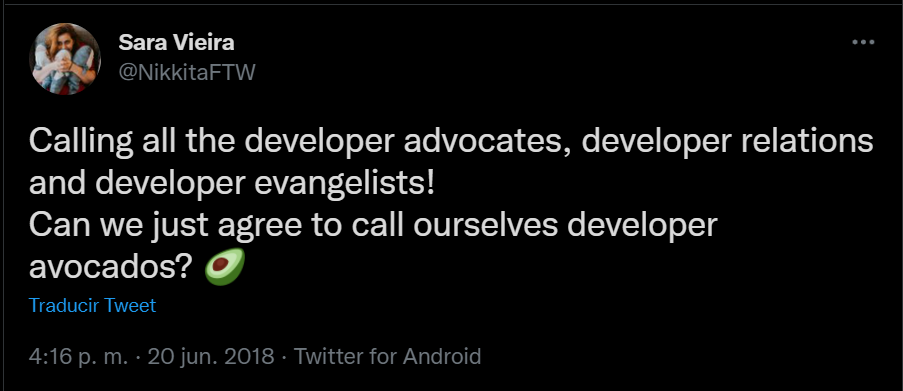 Sara Vieira
@NikkitaFTW
Calling all the developer advocates, developer relations
and developer evangelists!
Can we just agree to call ourselves developer
avocados? 🥑
Traducir Tweet
4:16 p. m. · 20 jun. 2018 · Twitter for Android